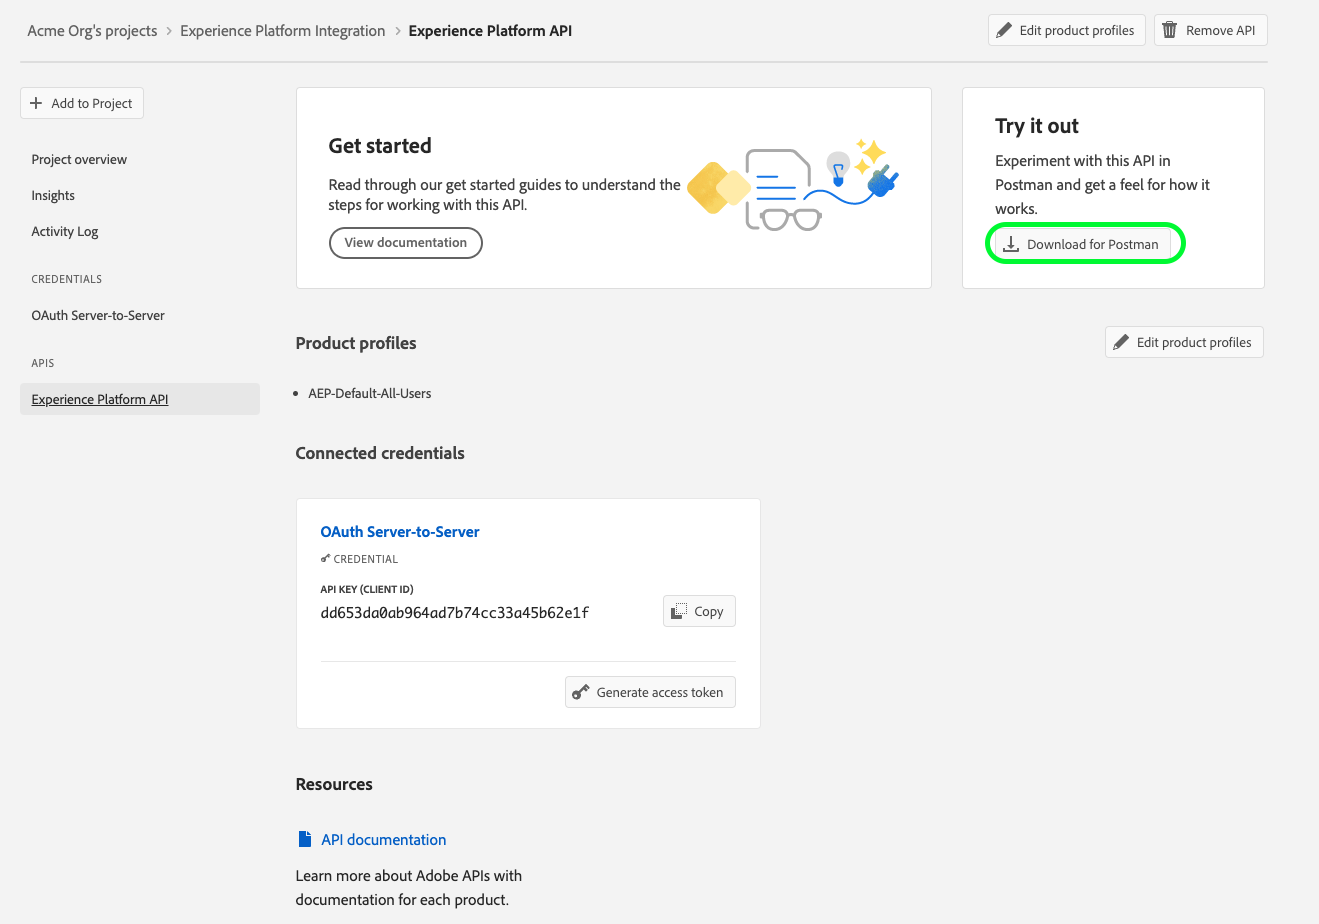 Acme Org's projects > Experience Platform Integration > Experience Platform API
Edit product profiles
Remove API
+ Add to Project
Project overview
Insights
Activity Log
CREDENTIALS
OAuth Server-to-Server
APIS
Experience Platform API
Get started
Read through our get started guides to understand the
steps for working with this API.
View documentation
Try it out
Experiment with this API in
Postman and get a feel for how it
works.
Download for Postman
Product profiles
Edit product profiles
• AEP-Default-All-Users
Connected credentials
OAuth Server-to-Server
CREDENTIAL
API KEY (CLIENT ID)
dd653da0ab964ad7b74cc33a45b62e1f
Copy
Generate access token
Resources
API documentation
Learn more about Adobe APIs with
documentation for each product.